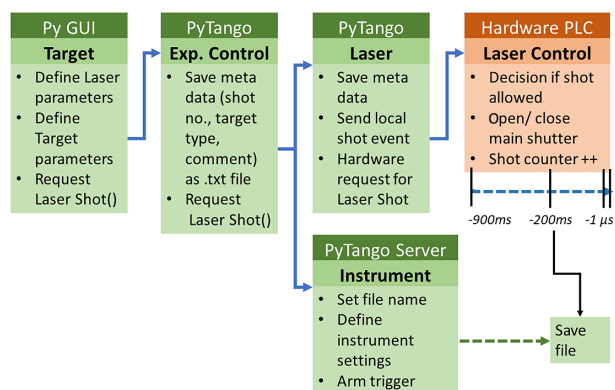 Py GUI
Target
• Define Laser
parameters
• Define
Target
parameters
• Request
Laser Shot()
PyTango
Exp. Control
• Save meta
data (shot
no., target
type,
comment)
as .txt file
• Request
Laser Shot()
PyTango
Laser
• Save meta
data
• Send local
shot event
• Hardware
request for
Laser Shot
Hardware PLC
Laser Control
• Decision if shot
allowed
• Open/ close
main shutter
• Shot counter ++
-900ms
-200ms
-1 µs
PyTango Server
Instrument
• Set file name
• Define
instrument
settings
• Arm trigger
Save
file